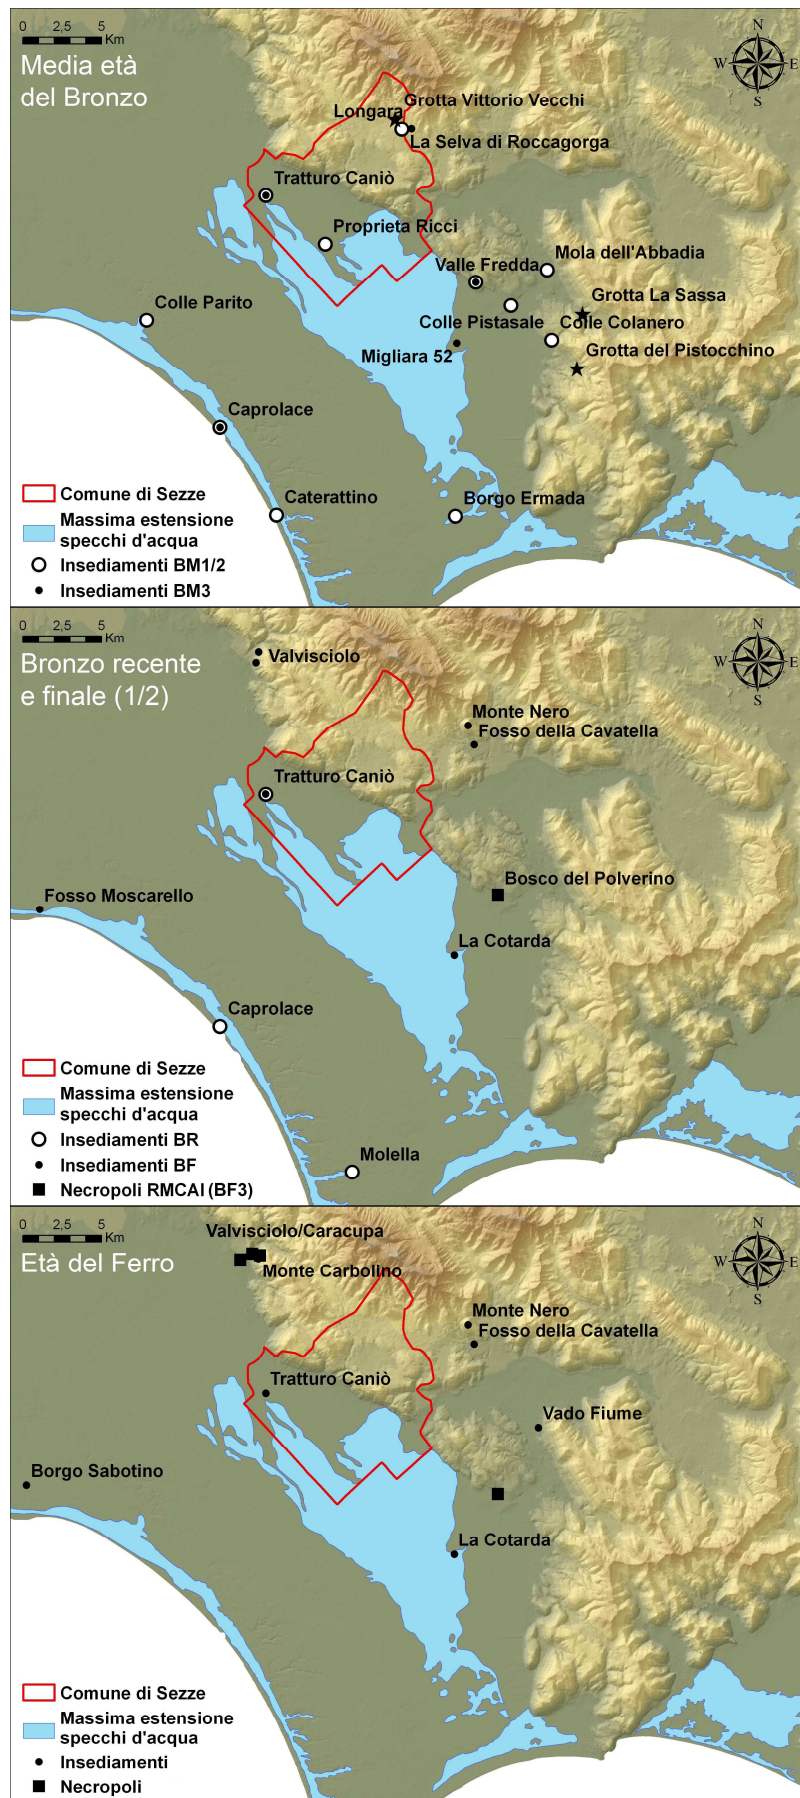 0 2,5 5
Km
Media età
del Bronzo
N
W E
S
Grotta Vittorio Vecchi
Longara
La Selva di Roccagorga
Tratturo Caniò
Proprieta Ricci
Mola dell'Abbadia
Valle Fredda
Grotta La Sassa
Colle Parito
Colle Pistasale
Colle Colanero
Migliara 52
Grotta del Pistocchino
Caprolace
Caterattino
Borgo Ermada
Comune di Sezze
Massima estensione
specchi d'acqua
Insediamenti BM1/2
Insediamenti BM3
0 2,5 5
Km
Bronzo recente
e finale (1/2)
N
W E
S
Valvisciolo
Monte Nero
Fosso della Cavatella
Tratturo Caniò
Bosco del Polverino
Fosso Moscarello
La Cotarda
Caprolace
Molella
Comune di Sezze
Massima estensione
specchi d'acqua
Insediamenti BR
Insediamenti BF
Necropoli RMCAI (BF3)
0 2,5 5
Km
Età del Ferro
N
W E
S
Valvisciolo/Caracupa
Monte Carbolino
Monte Nero
Fosso della Cavatella
Tratturo Caniò
Vado Fiume
Borgo Sabotino
La Cotarda
Comune di Sezze
Massima estensione
specchi d'acqua
Insediamenti
Necropoli